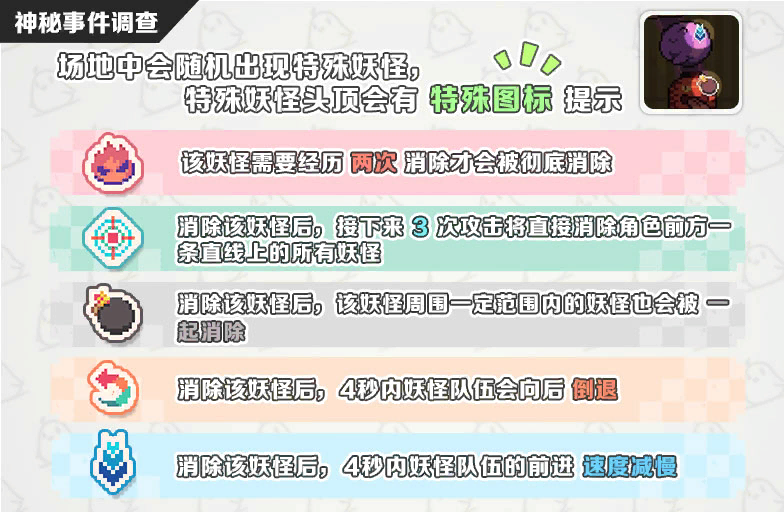 神秘事件调查
场地中会随机出现特殊妖怪，
特殊妖怪头顶会有 特殊图标 提示
该妖怪需要经历 两次 消除才会被彻底消除
消除该妖怪后，接下来 3 次攻击将直接消除角色前方一
条直线上的所有妖怪
消除该妖怪后，该妖怪周围一定范围内的妖怪也会被 一
起消除
消除该妖怪后，4秒内妖怪队伍会向后 倒退
消除该妖怪后，4秒内妖怪队伍的前进 速度减慢